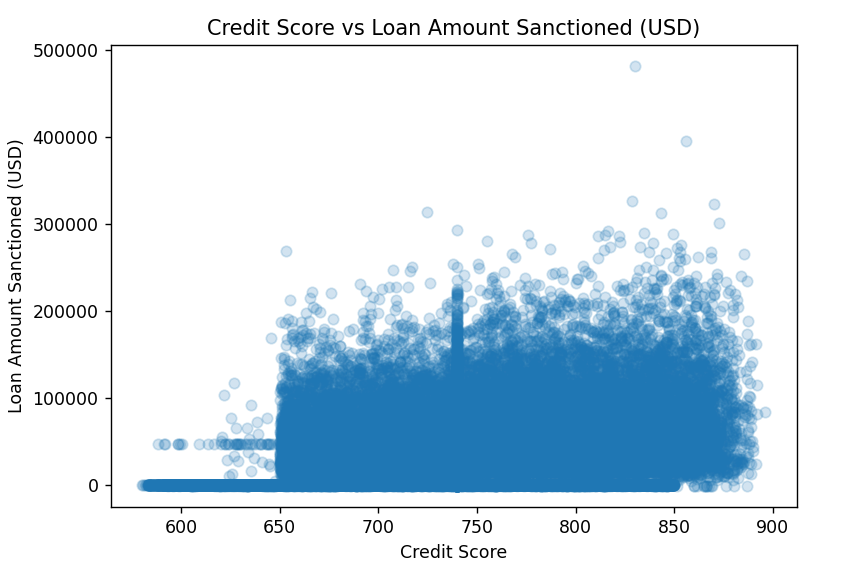 Credit Score vs Loan Amount Sanctioned (USD)
500000
400000
300000
200000
100000
0
Loan Amount Sanctioned (USD)
600 650 700 750 800 850 900
Credit Score